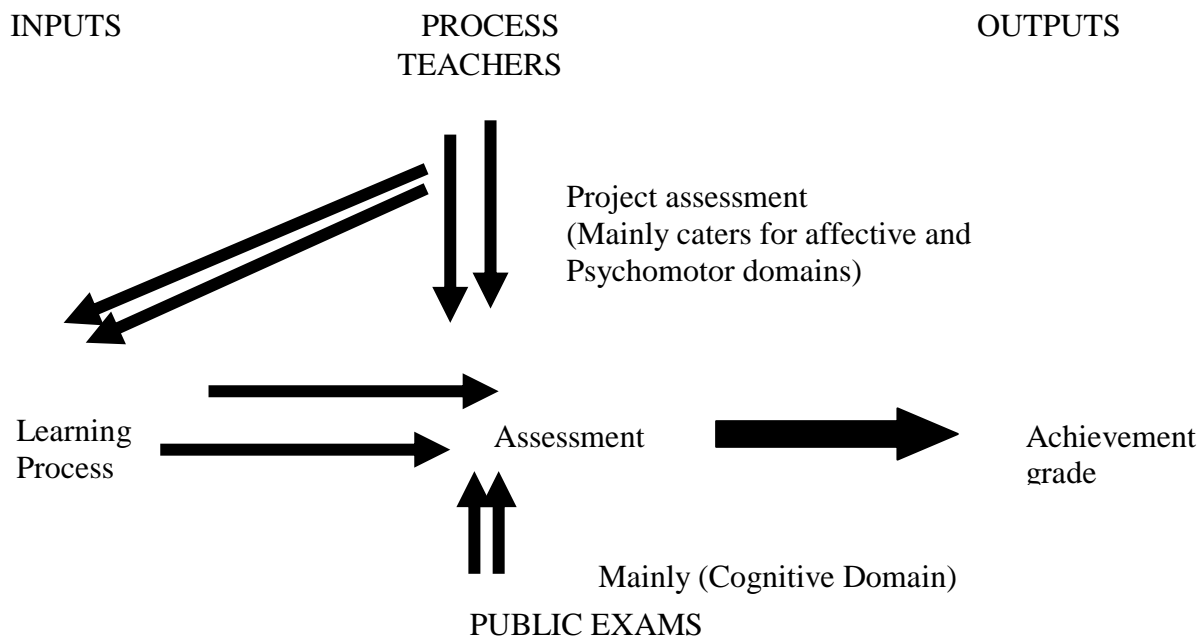 INPUTS PROCESS OUTPUTS
TEACHERS
Project assessment
(Mainly caters for affective and
Psychomotor domains)
Learning
Process
Assessment
Achievement
grade
Mainly (Cognitive Domain)
PUBLIC EXAMS